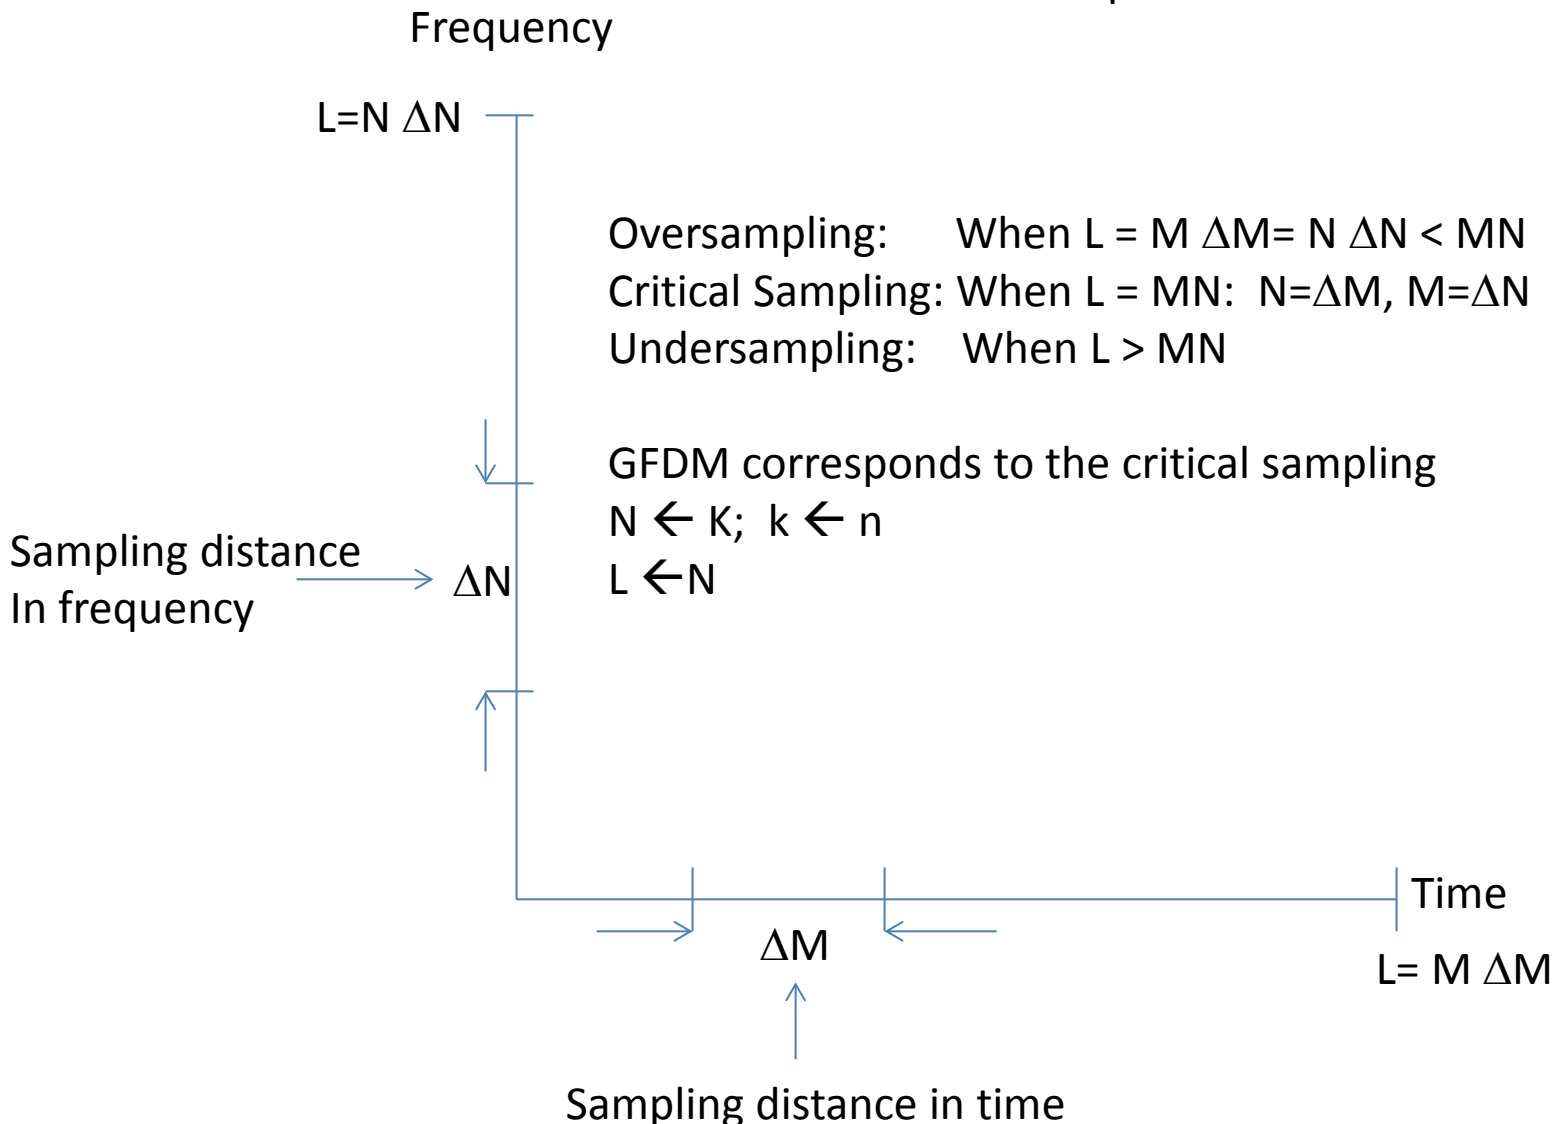 Frequency
L=N ΔN
Oversampling: When L = M ΔM= N ΔN < MN
Critical Sampling: When L = MN: N=ΔM, M=ΔN
Undersampling: When L > MN
GFDM corresponds to the critical sampling
N ← K; k ← n
L ←N
Sampling distance
In frequency
ΔN
Time
ΔM
L= M ΔM
Sampling distance in time